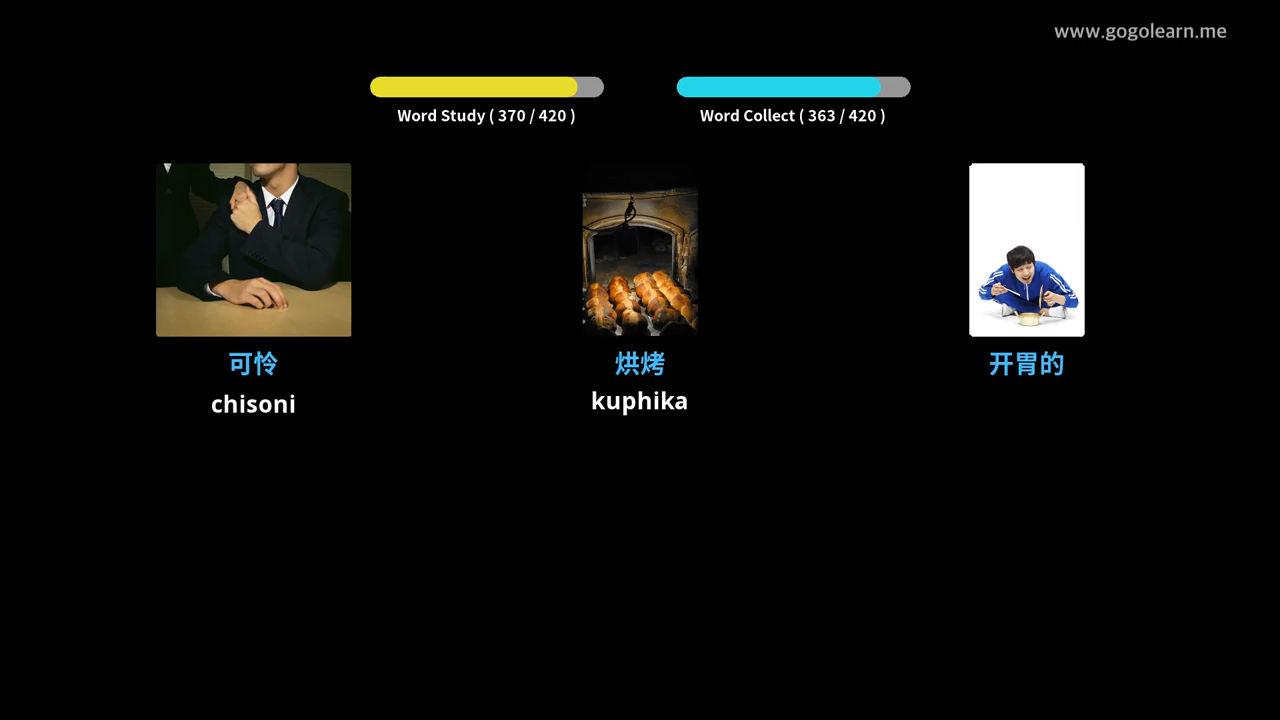 www.gogolearn.me
Word Study ( 370 / 420 )
Word Collect ( 363 / 420 )
可怜
烘烤
开胃的
chisoni
kuphika